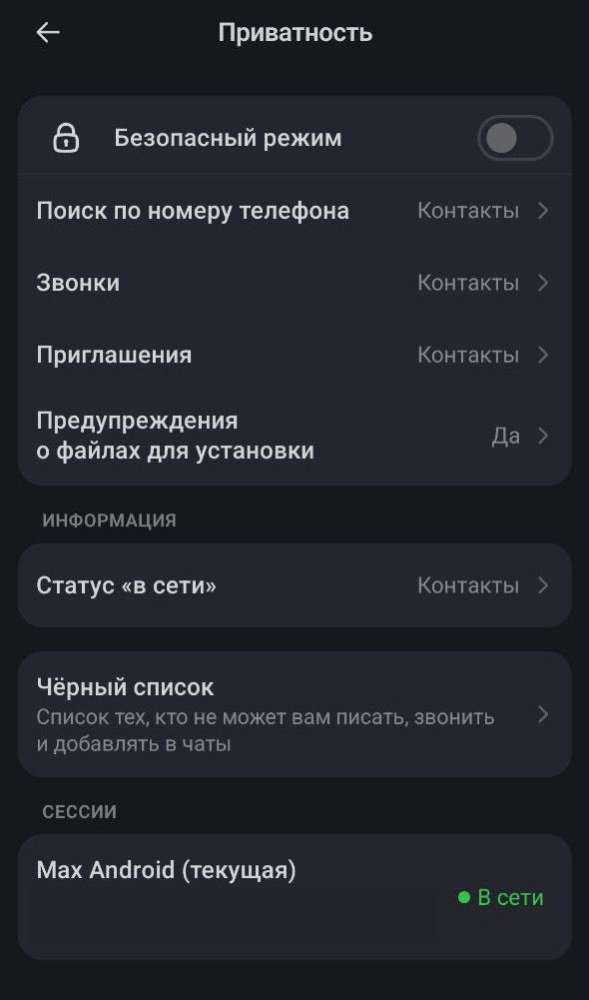 Приватность
Безопасный режим
Поиск по номеру телефона Контакты
Звонки Контакты
Приглашения Контакты
Предупреждения
о файлах для установки Да
ИНФОРМАЦИЯ
Статус «в сети» Контакты
Чёрный список
Список тех, кто не может вам писать, звонить
и добавлять в чаты
СЕССИИ
Max Android (текущая)
В сети